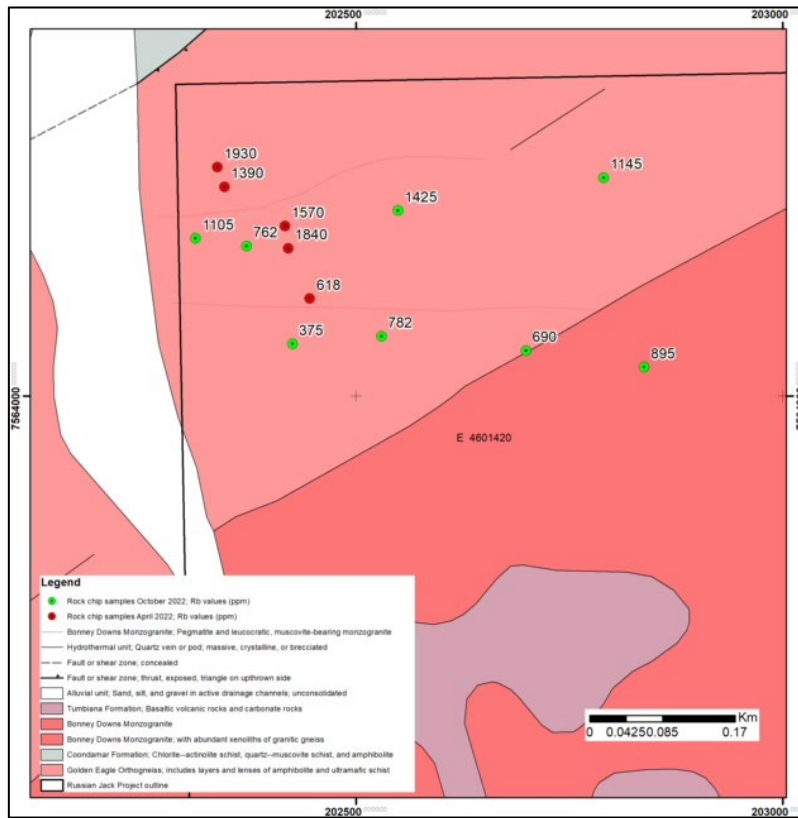 202500
203000
1930
1390
1145
1425
1570
1105
762
1840
618
782
375
690
895
7564000
E 4601420
Legend
Rock chip samples October 2022; Rb values (ppm)
Rock chip samples April 2022; Rb values (ppm)
Bonney Downs Monzogranite; Pegmatite and leucocratic, muscovite-bearing monzogranite
Hydrothermal unit; Quartz vein or pod; massive, crystalline, or brecciated
Fault or shear zone; concealed
Fault or shear zone; thrust, exposed, triangle on upthrown side
Alluvial unit; Sand, silt, and gravel in active drainage channels; unconsolidated
Tumbiana Formation; Basaltic volcanic rocks and carbonate rocks
Bonney Downs Monzogranite
Bonney Downs Monzogranite; with abundant xenoliths of granitic gneiss
Coondamar Formation; Chlorite--actinolite schist, quartz--muscovite schist, and amphibolite
Golden Eagle Orthogneiss; includes layers and lenses of amphibolite and ultramafic schist
Russian Jack Project outline
Km
0 0.0425 0.085 0.17
202500
203000